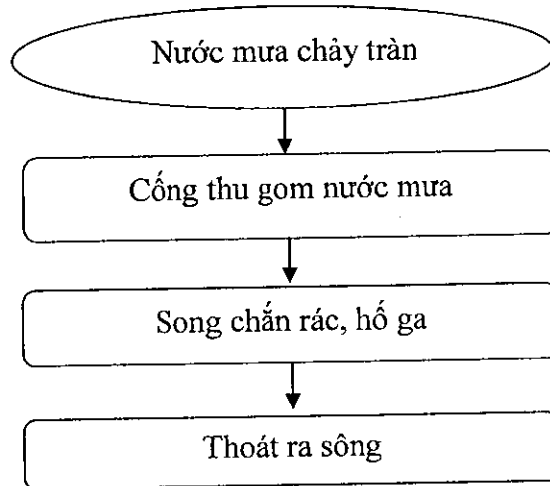 Nước mưa chảy tràn
Cống thu gom nước mưa
Song chắn rác, hố ga
Thoát ra sông